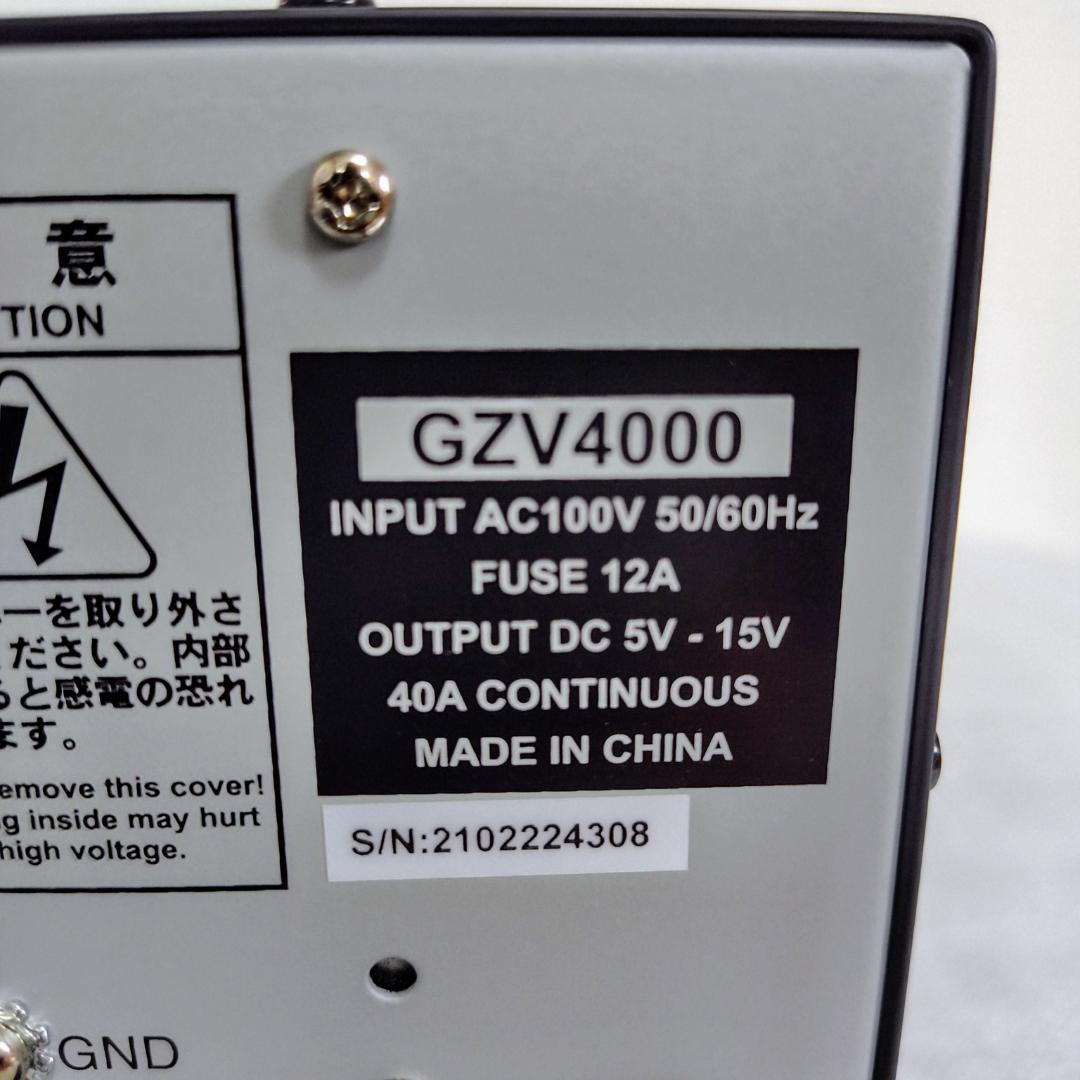 意
TION
ーを取り外さ
ださい。内部
ると感電の恐れ
ます。
emove this cover!
g inside may hurt
high voltage.
GZV4000
INPUT AC100V 50/60Hz
FUSE 12A
OUTPUT DC 5V - 15V
40A CONTINUOUS
MADE IN CHINA
S/N:2102224308
GND